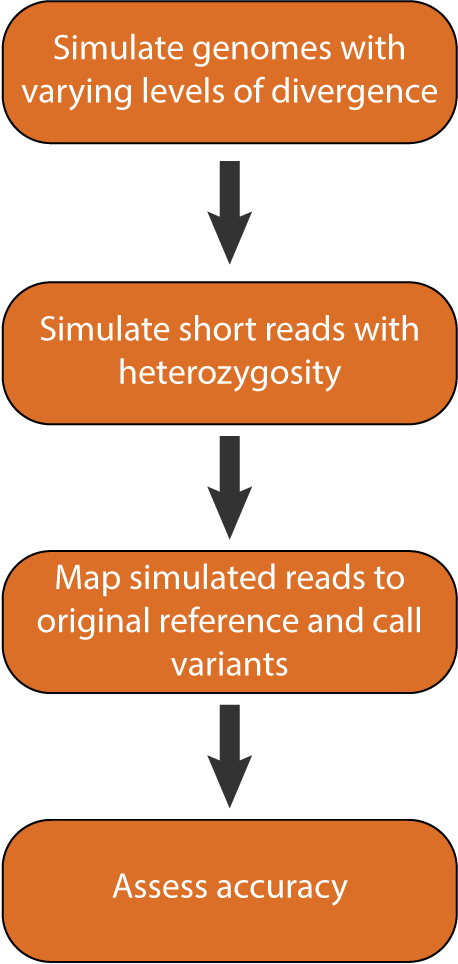 Simulate genomes with
varying levels of divergence
Simulate short reads with
heterozygosity
Map simulated reads to
original reference and call
variants
Assess accuracy